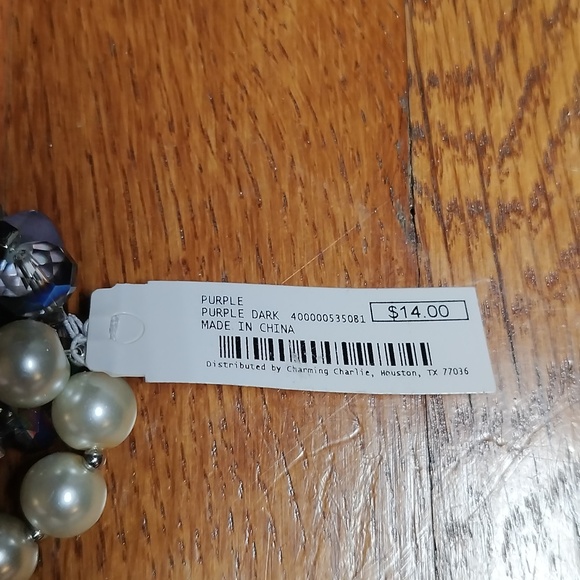 PURPLE
PURPLE DARK 400000535081 $14.00
MADE IN CHINA
Distributed by Charming Charlie, Houston, TX 77036